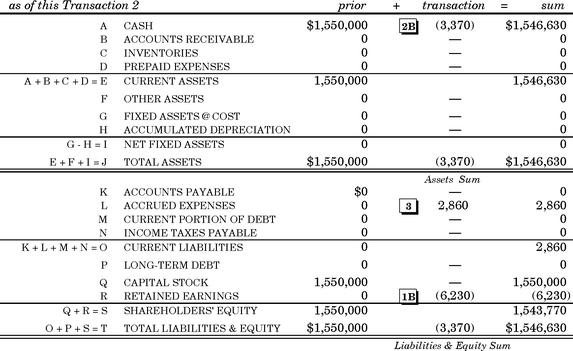 as of this Transaction 2 prior + transaction = sum
A CASH $1,550,000 2B (3,370) $1,546,630
B ACCOUNTS RECEIVABLE 0 — 0
C INVENTORIES 0 — 0
D PREPAID EXPENSES 0 — 0
A + B + C + D = E CURRENT ASSETS 1,550,000 1,546,630
F OTHER ASSETS 0 — 0
G FIXED ASSETS @ COST 0 — 0
H ACCUMULATED DEPRECIATION 0 — 0
G - H = I NET FIXED ASSETS 0 0
E + F + I = J TOTAL ASSETS $1,550,000 (3,370) $1,546,630
Assets Sum
K ACCOUNTS PAYABLE $0 — 0
L ACCRUED EXPENSES 0 3 2,860 2,860
M CURRENT PORTION OF DEBT 0 — 0
N INCOME TAXES PAYABLE 0 — 0
K + L + M + N = O CURRENT LIABILITIES 0 2,860
P LONG-TERM DEBT 0 — 0
Q CAPITAL STOCK 1,550,000 — 1,550,000
R RETAINED EARNINGS 0 1B (6,230) (6,230)
Q + R = S SHAREHOLDERS' EQUITY 1,550,000 1,543,770
O + P + S = T TOTAL LIABILITIES & EQUITY $1,550,000 (3,370) $1,546,630
Liabilities & Equity Sum